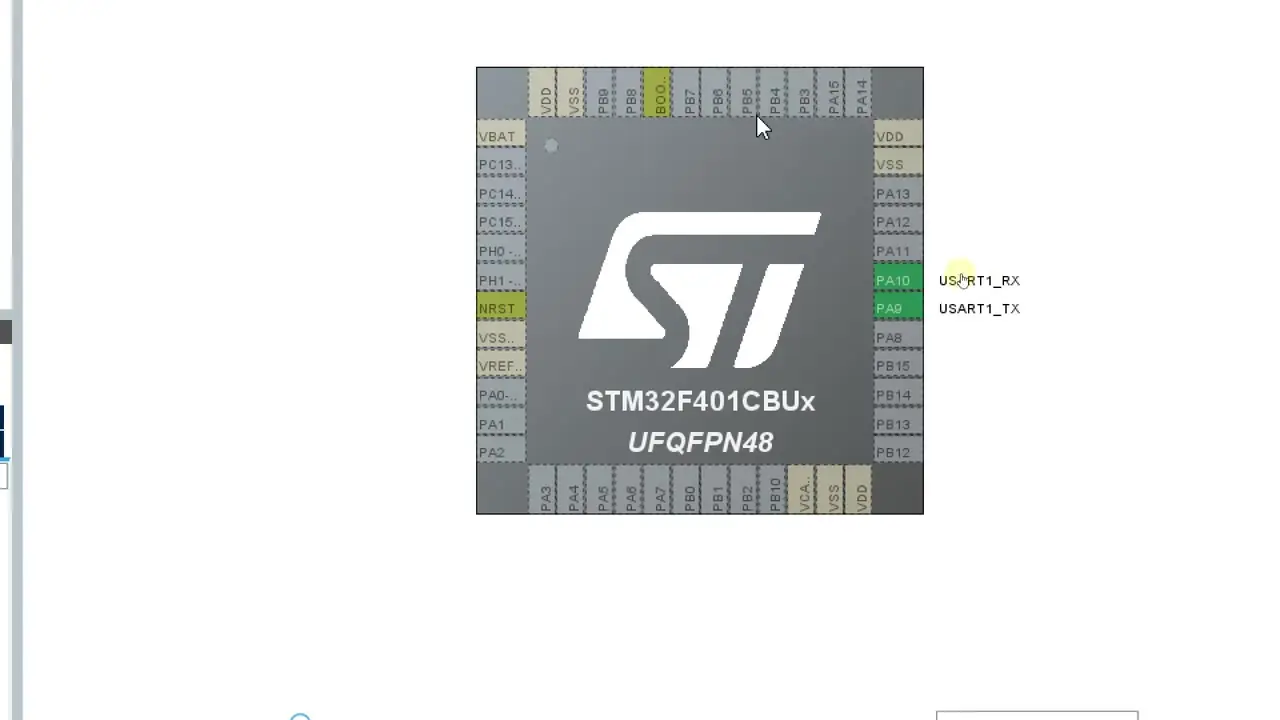 VDD VSS PB9 PB8 BOO.. PB7 PB6 PB5 PB4 PB3 PA15 PA14
VBAT
PC13..
PC14..
PC15..
PH0 -..
PH1 -..
NRST
VSS..
VREF..
PA0-..
PA1
PA2
ST
STM32F401CBUx
UFQFPN48
VDD
VSS
PA13
PA12
PA11
PA10 USART1_RX
PA9 USART1_TX
PA8
PB15
PB14
PB13
PB12
PA3 PA4 PA5 PA6 PA7 PB0 PB1 PB2 PB10 VCA.. VSS VDD